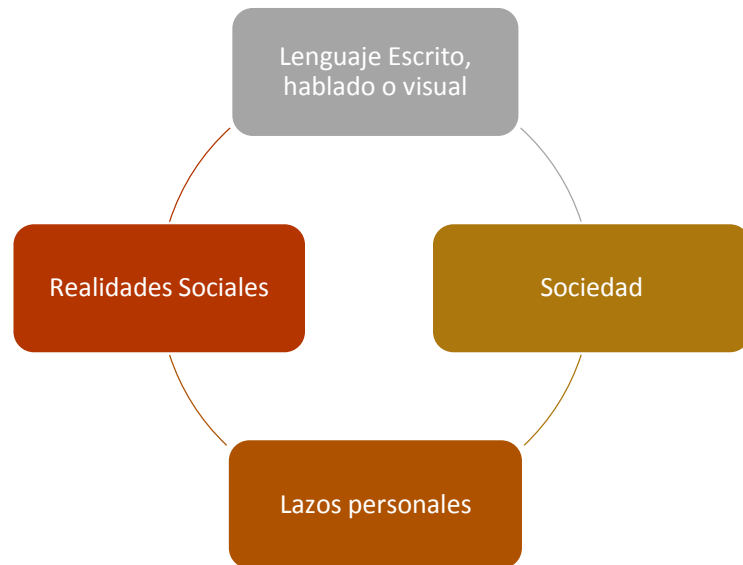 Lenguaje Escrito,
hablado o visual
Realidades Sociales
Sociedad
Lazos personales